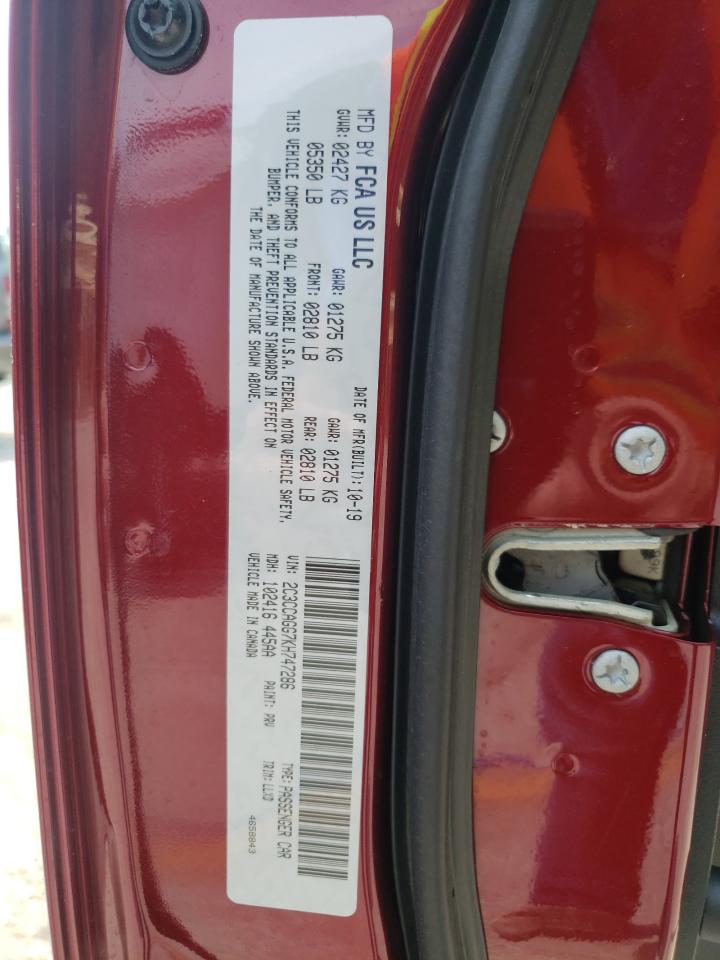 MFD BY FCA US LLC
DATE OF MFR(BUILT):10-19
GVWR: 02427 KG
GAWR: 01275 KG
GAWR: 01275 KG
05350 LB
FRONT: 02810 LB
REAR: 02810 LB
THIS VEHICLE CONFORMS TO ALL APPLICABLE U.S.A. FEDERAL MOTOR VEHICLE SAFETY,
BUMPER, AND THEFT PREVENTION STANDARDS IN EFFECT ON
THE DATE OF MANUFACTURE SHOWN ABOVE.
VIN: 2C3CCAGG7KH747286
TYPE: PASSENGER CAR
MDH: 102416 445AA
PAINT: PRV
TRIM: LLXD
VEHICLE MADE IN CANADA
4658843